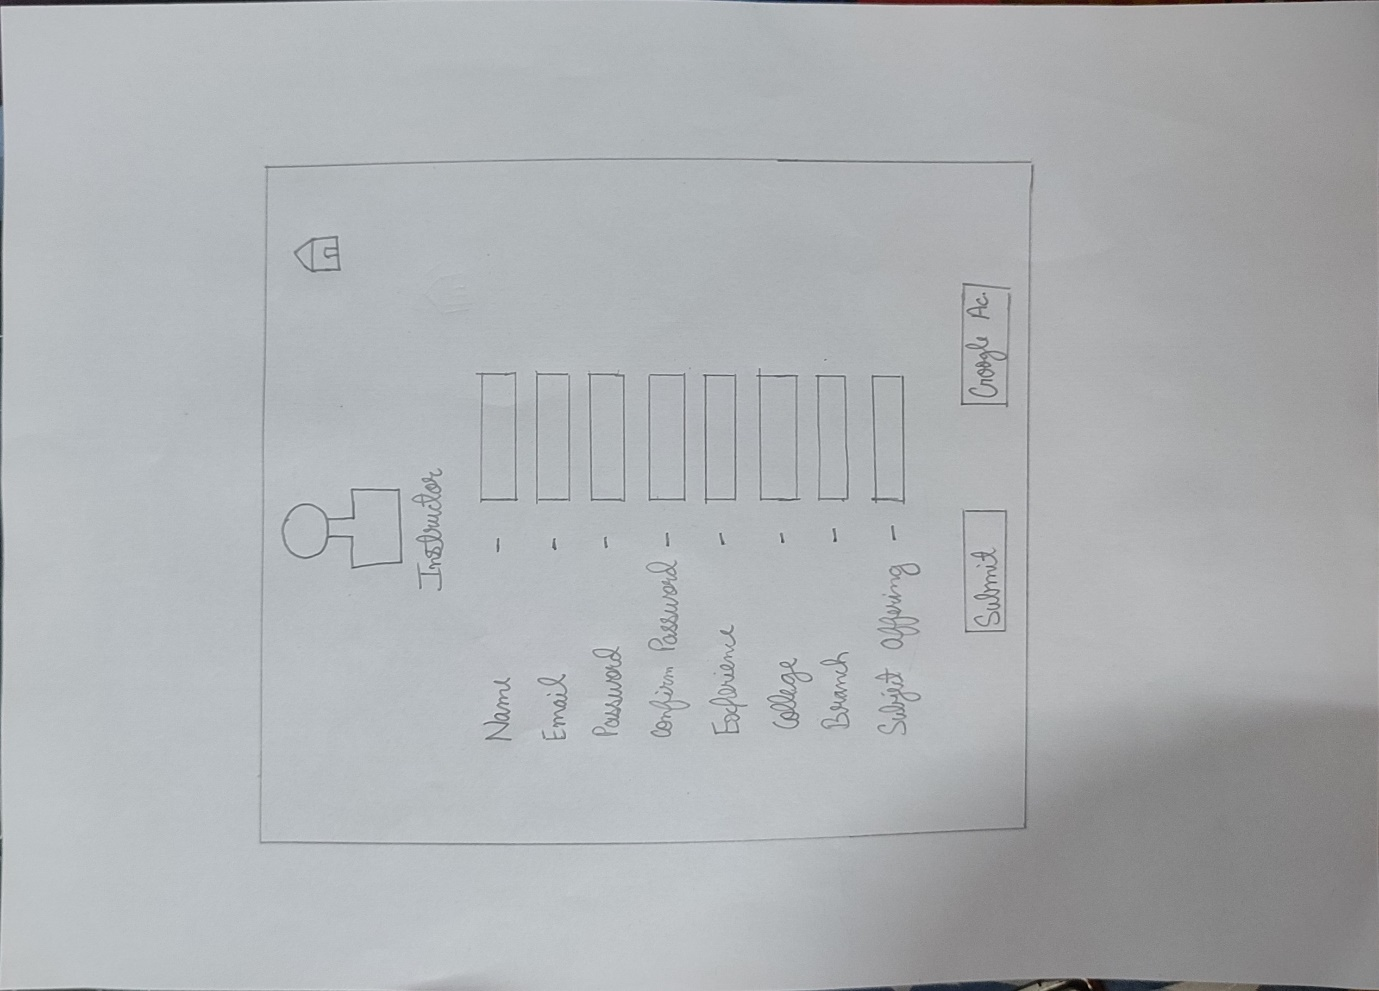 Instructor
Name -
Email -
Password -
Confirm Password -
Experience -
College -
Branch -
Subject Offering -
Submit Google Ac.